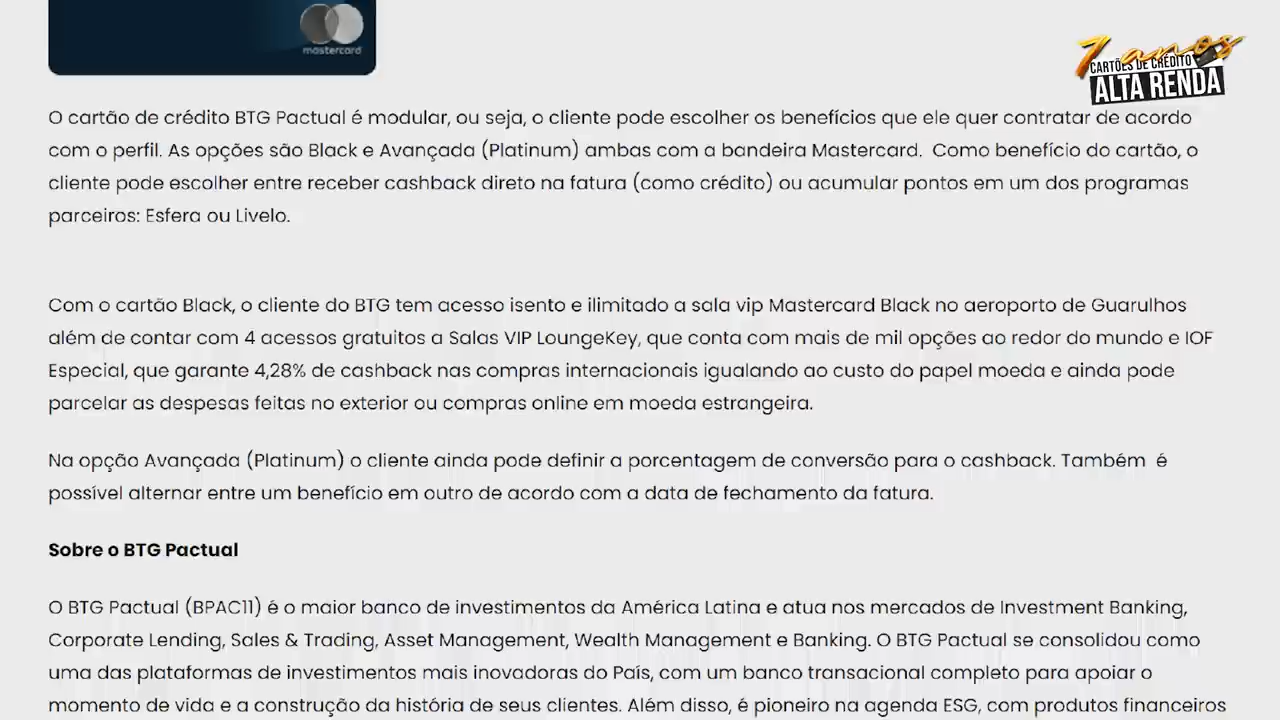 mastercard
7 anos
CARTÕES DE CRÉDITO
ALTA RENDA
O cartão de crédito BTG Pactual é modular, ou seja, o cliente pode escolher os benefícios que ele quer contratar de acordo
com o perfil. As opções são Black e Avançada (Platinum) ambas com a bandeira Mastercard.  Como benefício do cartão, o
cliente pode escolher entre receber cashback direto na fatura (como crédito) ou acumular pontos em um dos programas
parceiros: Esfera ou Livelo.
Com o cartão Black, o cliente do BTG tem acesso isento e ilimitado a sala vip Mastercard Black no aeroporto de Guarulhos
além de contar com 4 acessos gratuitos a Salas VIP LoungeKey, que conta com mais de mil opções ao redor do mundo e IOF
Especial, que garante 4,28% de cashback nas compras internacionais igualando ao custo do papel moeda e ainda pode
parcelar as despesas feitas no exterior ou compras online em moeda estrangeira.
Na opção Avançada (Platinum) o cliente ainda pode definir a porcentagem de conversão para o cashback. Também  é
possível alternar entre um benefício em outro de acordo com a data de fechamento da fatura.
Sobre o BTG Pactual
O BTG Pactual (BPAC11) é o maior banco de investimentos da América Latina e atua nos mercados de Investment Banking,
Corporate Lending, Sales & Trading, Asset Management, Wealth Management e Banking. O BTG Pactual se consolidou como
uma das plataformas de investimentos mais inovadoras do País, com um banco transacional completo para apoiar o
momento de vida e a construção da história de seus clientes. Além disso, é pioneiro na agenda ESG, com produtos financeiros